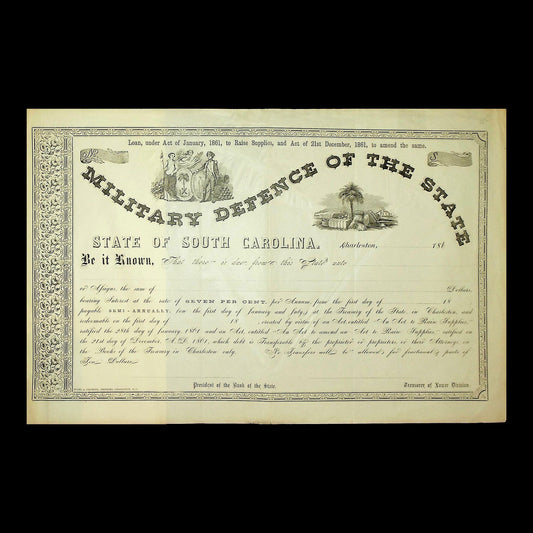 Loan, under Act of January, 1861, to Raise Supplies, and Act of 21st December, 1861, to amend the same.
No
MILITARY DEFENCE OF THE STATE
STATE OF SOUTH CAROLINA. Charleston, 186
Be it Known, That there is due from this State unto
Dollars,
bearing Interest at the rate of SEVEN PER CENT. per Annum, from the first day of 18
payable SEMI-ANNUALLY, (on the first day of January and July,) at the Treasury of the State, in Charleston, and
redeemable on the first day of 18 , created by virtue of an Act, entitled "An Act to Raise Supplies,"
ratified the 28th day of January 1861, and an Act, entitled "An Act to amend an Act to Raise Supplies," ratified on
the 21st day of December A.D. 1861, which debt is Transferable by the proprietor or proprietors, or their Attorney, on
the Books of the Treasury in Charleston only. No Transfers will be allowed for fractional parts of
Ten Dollars.
President of the Bank of the State. Treasurer of Lower Division.